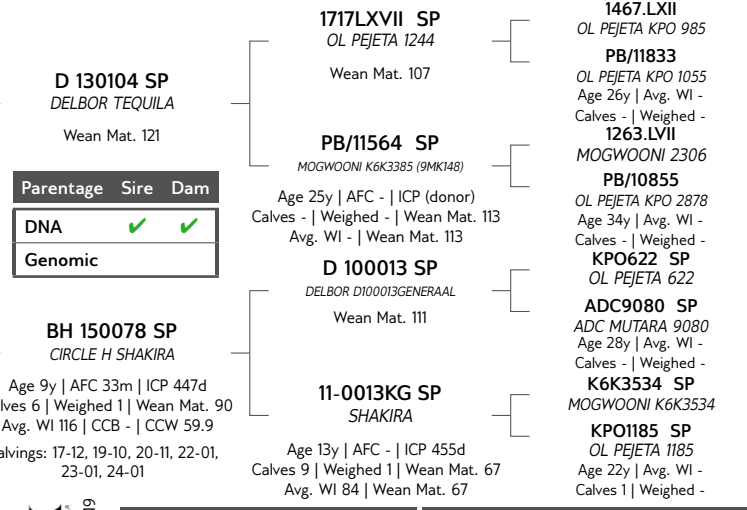 D 130104 SP
DELBOR TEQUILA
Wean Mat. 121
Parentage Sire Dam
DNA ✔ ✔
Genomic
BH 150078 SP
CIRCLE H SHAKIRA
Age 9y | AFC 33m | ICP 447d
lves 6 | Weighed 1 | Wean Mat. 90
Avg. WI 116 | CCB - | CCW 59.9
alvings: 17-12, 19-10, 20-11, 22-01,
23-01, 24-01
1717LXVII SP
OL PEJETA 1244
Wean Mat. 107
PB/11564 SP
MOGWOONI K6K3385 (9MK148)
Age 25y | AFC - | ICP (donor)
Calves - | Weighed - | Wean Mat. 113
Avg. WI - | Wean Mat. 113
D 100013 SP
DELBOR D100013GENERAAL
Wean Mat. 111
11-0013KG SP
SHAKIRA
Age 13y | AFC - | ICP 455d
Calves 9 | Weighed 1 | Wean Mat. 67
Avg. WI 84 | Wean Mat. 67
1467.LXII
OL PEJETA KPO 985
PB/11833
OL PEJETA KPO 1055
Age 26y | Avg. WI -
Calves - | Weighed -
1263.LVII
MOGWOONI 2306
PB/10855
OL PEJETA KPO 2878
Age 34y | Avg. WI -
Calves - | Weighed -
KPO622 SP
OL PEJETA 622
ADC9080 SP
ADC MUTARA 9080
Age 28y | Avg. WI -
Calves - | Weighed -
K6K3534 SP
MOGWOONI K6K3534
KPO1185 SP
OL PEJETA 1185
Age 22y | Avg. WI -
Calves 1 | Weighed -